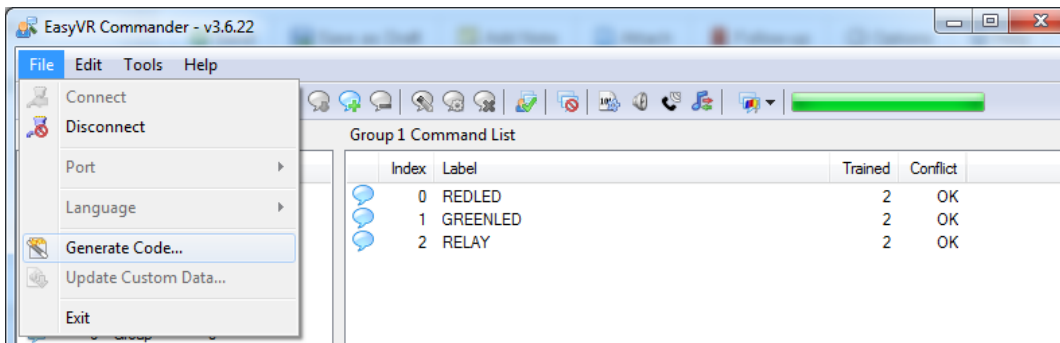 EasyVR Commander - v3.6.22
File Edit Tools Help
Connect
Disconnect
Group 1 Command List
Port
Index Label Trained Conflict
0 REDLED 2 OK
Language
1 GREENLED 2 OK
2 RELAY 2 OK
Generate Code...
Update Custom Data...
Exit